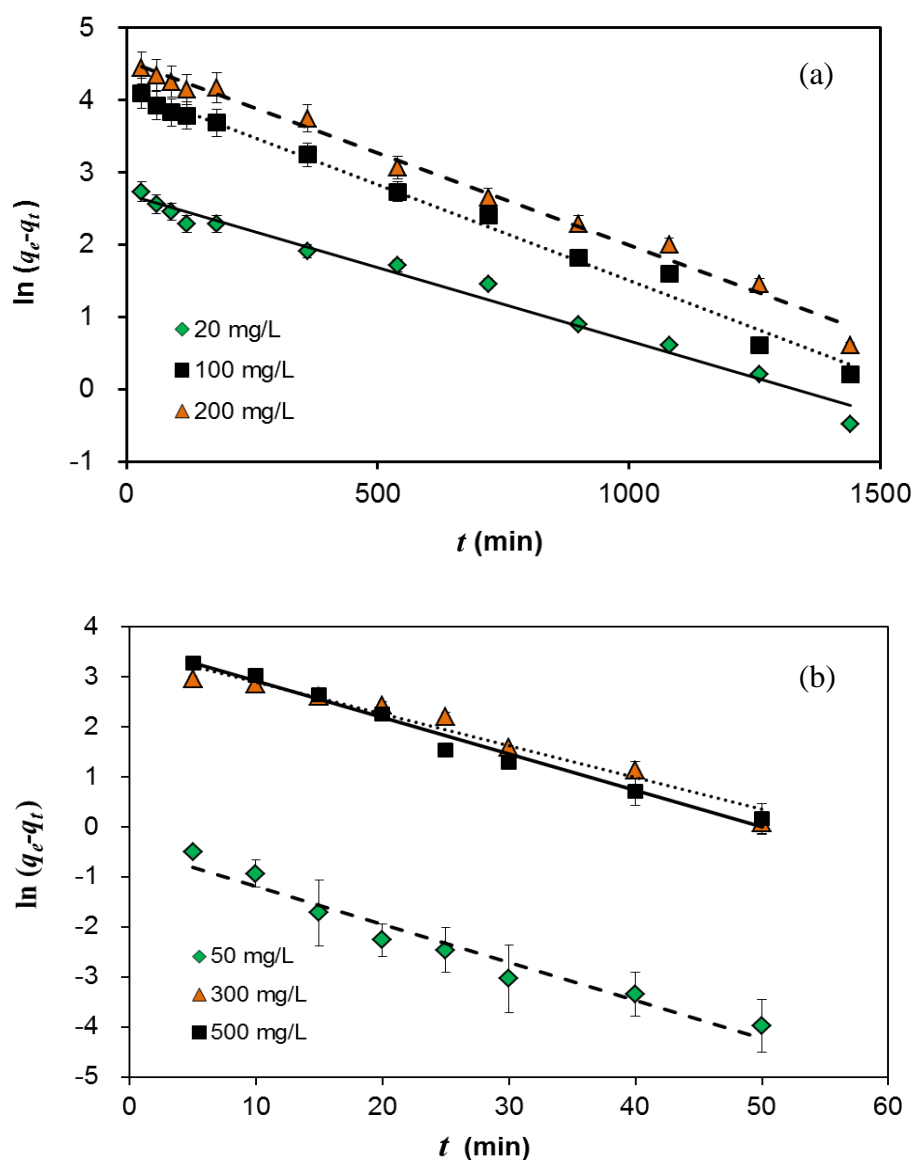 5
4
3
2
1
0
-1
ln (qe-qt)
(a)
20 mg/L
100 mg/L
200 mg/L
0 500 1000 1500
t (min)
4
3
2
1
0
-1
-2
-3
-4
-5
ln (qe-qt)
(b)
50 mg/L
300 mg/L
500 mg/L
0 10 20 30 40 50 60
t (min)